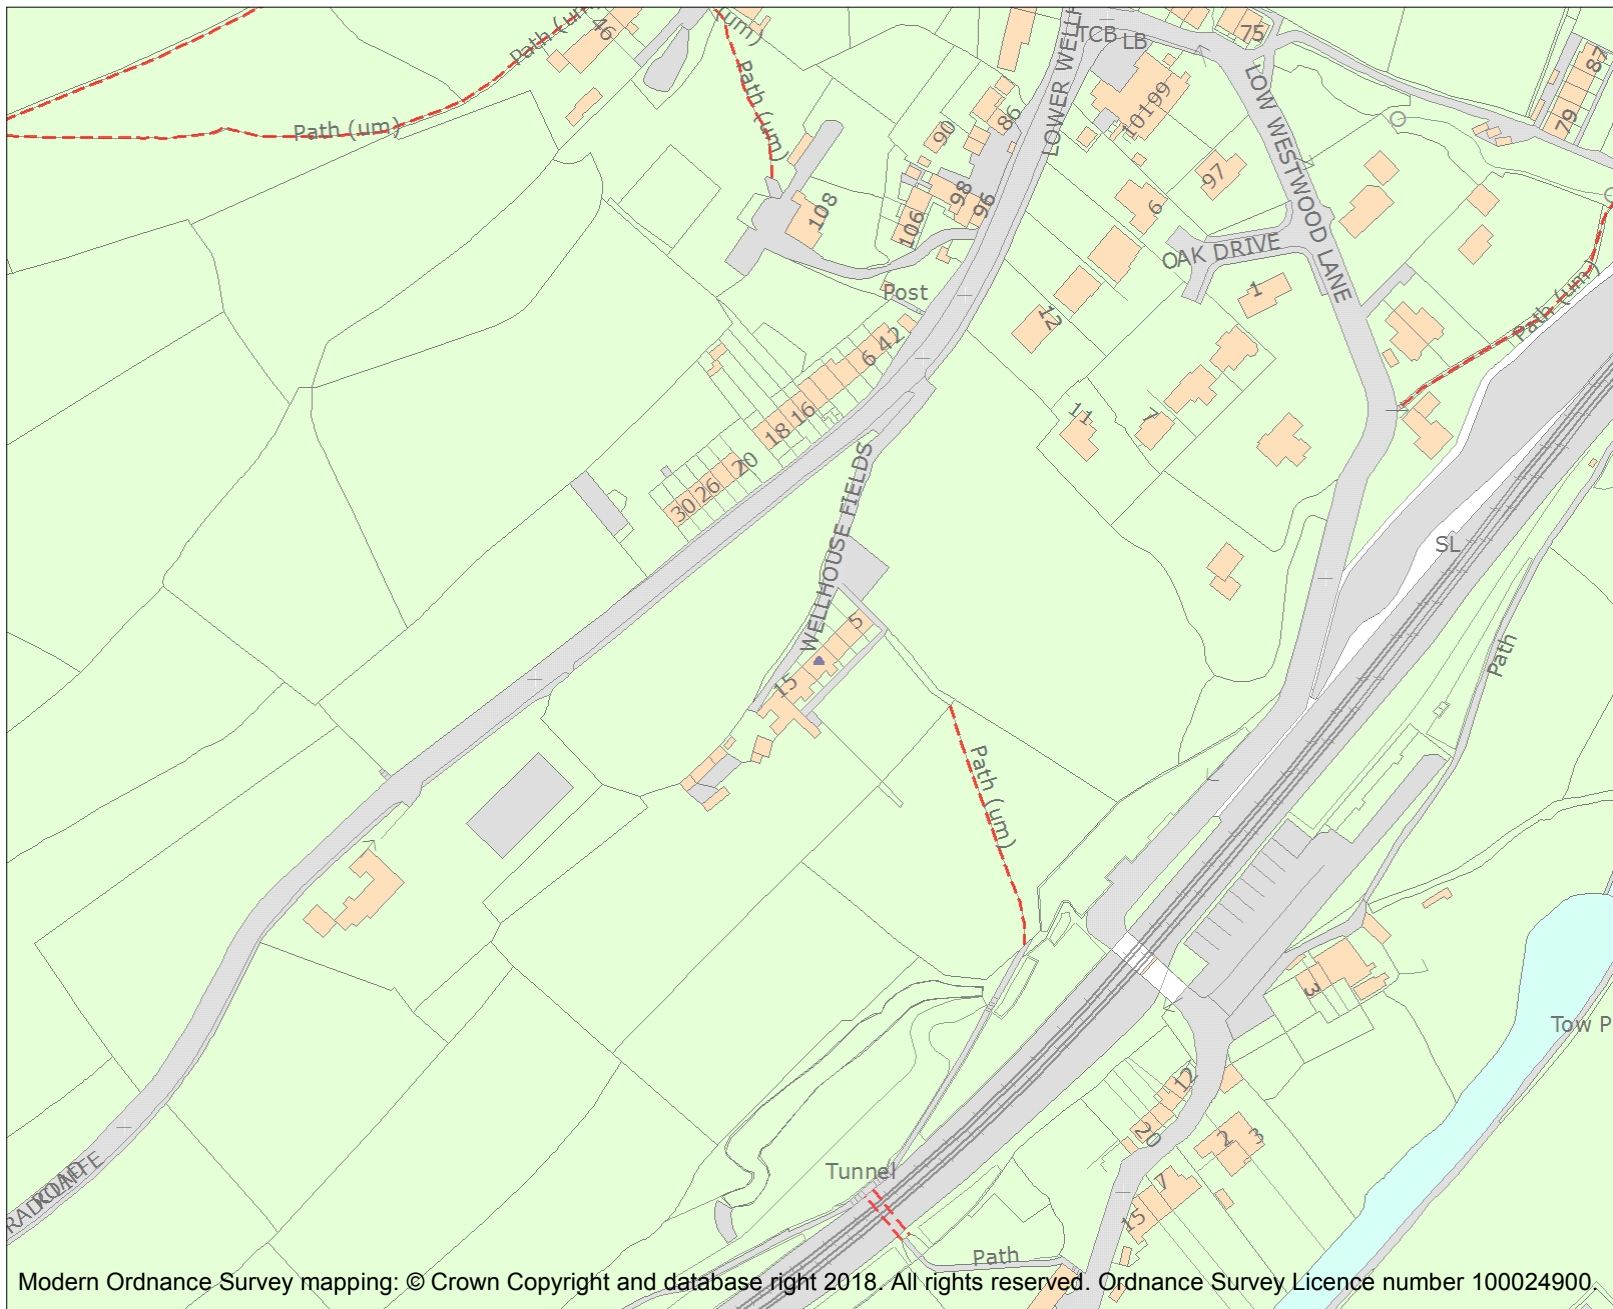 Path (um)
46
(um)
TCB
LB
75
87
Path (um)
LOWER WELLH
LOW WESTWOOD LANE
10199
79
86
90
Path (um)
97
6
98
96
106
108
OAK DRIVE
1
Post
12
Path (um)
6
42
11
7
16
18
20
26
30
WELLHOUSE FIELDS
SL
5
15
Path
Path (um)
3
Tow P
12
20
2
3
7
15
Tunnel
Path
ROAD
Modern Ordnance Survey mapping: © Crown Copyright and database right 2018. All rights reserved. Ordnance Survey Licence number 100024900.